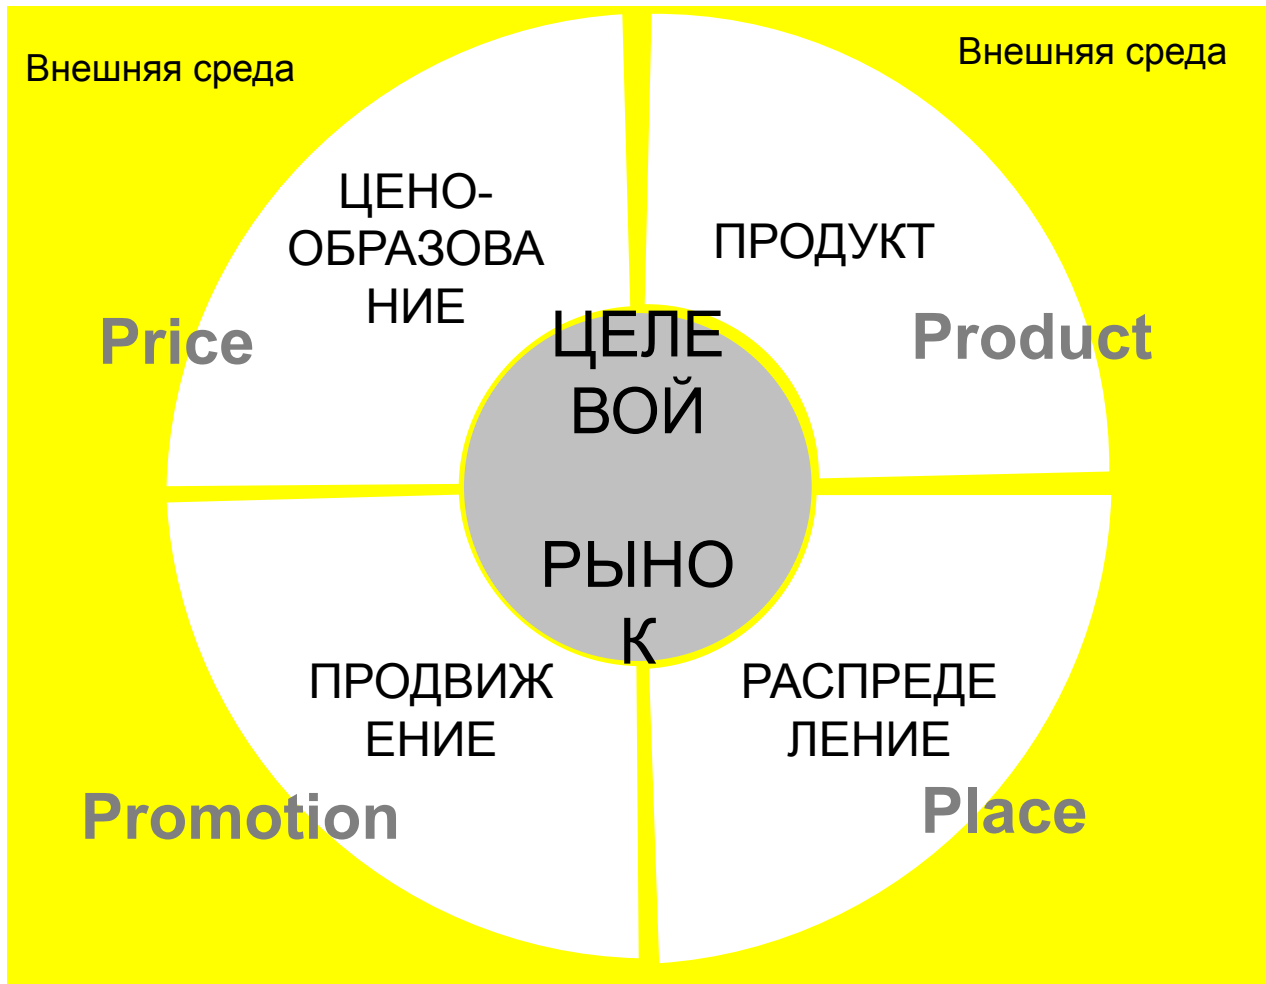 Внешняя среда
Внешняя среда
ЦЕНО-
ОБРАЗОВА
НИЕ
Price
ПРОДУКТ
Product
ЦЕЛЕ
ВОЙ
РЫНО
К
ПРОДВИЖ
ЕНИЕ
Promotion
РАСПРЕДЕ
ЛЕНИЕ
Place